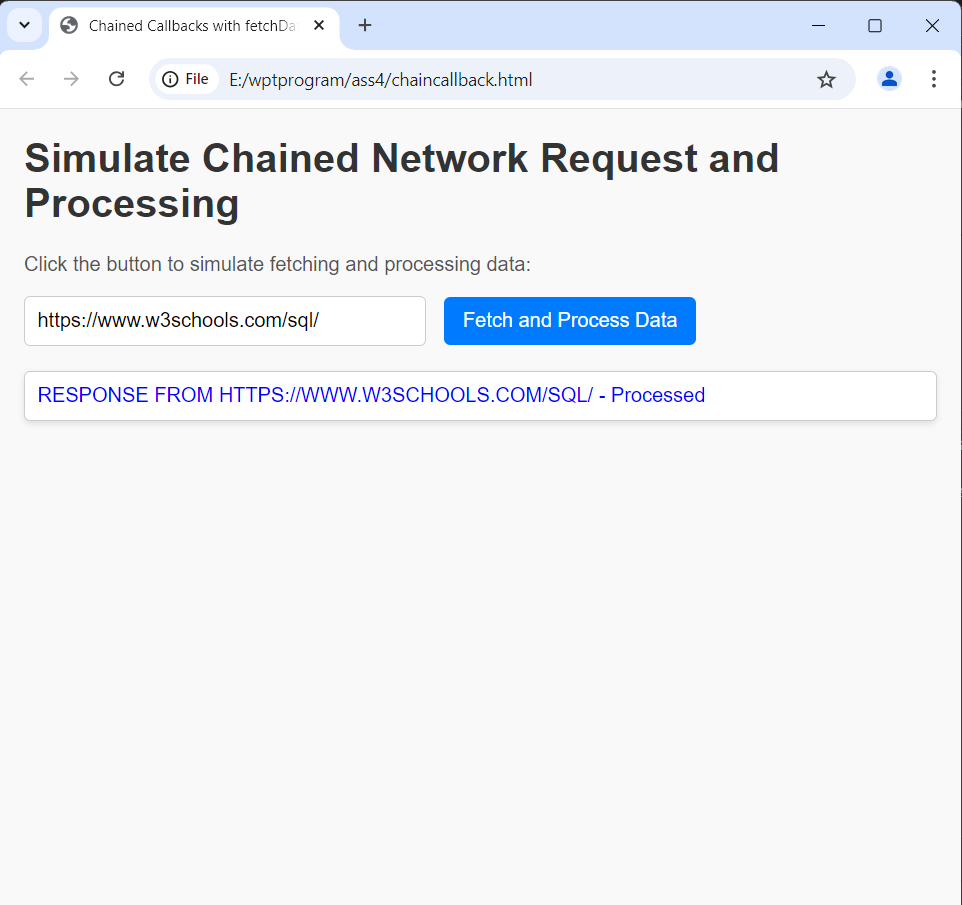 Chained Callbacks with fetchDa
File
E:/wptprogram/ass4/chaincallback.html
Simulate Chained Network Request and
Processing
Click the button to simulate fetching and processing data:
https://www.w3schools.com/sql/
Fetch and Process Data
RESPONSE FROM HTTPS://WWW.W3SCHOOLS.COM/SQL/ - Processed